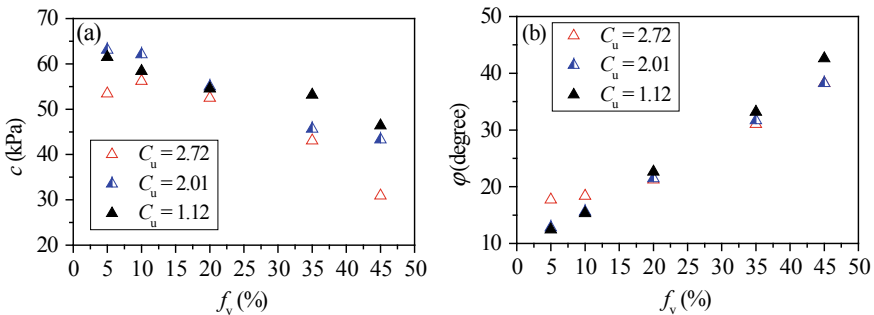 (a)
70
60
50
40
30
20
c (kPa)
C_u = 2.72
C_u = 2.01
C_u = 1.12
0 5 10 15 20 25 30 35 40 45 50
f_v (%)
(b)
50
40
30
20
10
φ(degree)
C_u = 2.72
C_u = 2.01
C_u = 1.12
0 5 10 15 20 25 30 35 40 45 50
f_v (%)